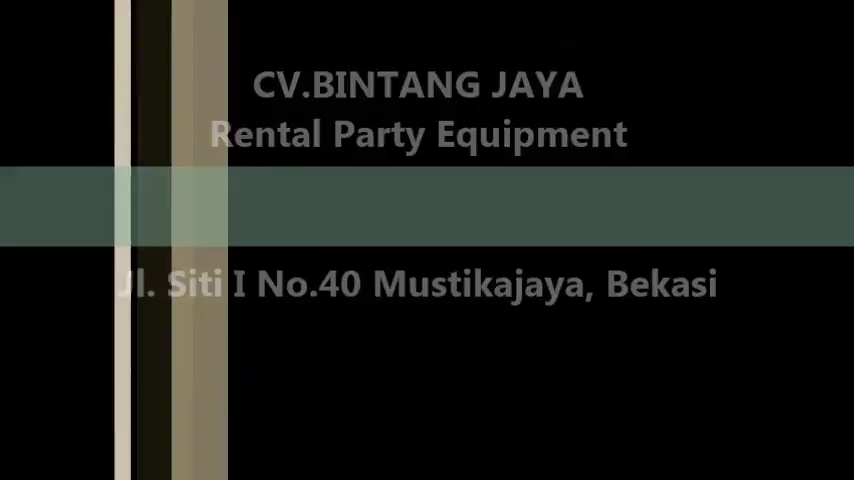 CV.BINTANG JAYA
Rental Party Equipment
Jl. Siti I No.40 Mustikajaya, Bekasi